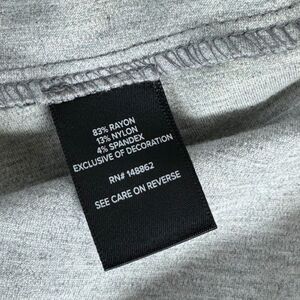 83% RAYON
13% NYLON
4% SPANDEX
EXCLUSIVE OF DECORATION
RN# 148862
SEE CARE ON REVERSE